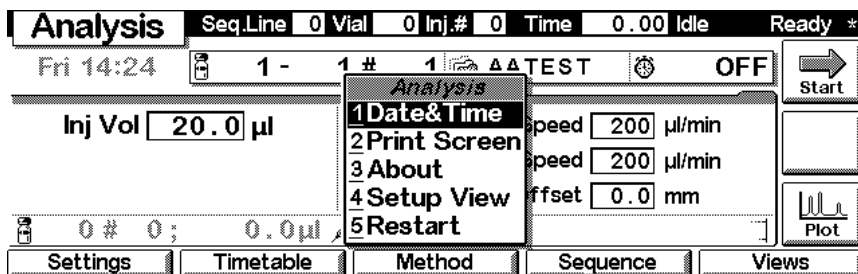 Analysis Seq.Line 0 Vial 0 Inj.# 0 Time 0.00 Idle Ready *
Fri 14:24 1 - 1 # 1 AATEST OFF
Start
Analysis
1 Date&Time
2 Print Screen
3 About
4 Setup View
5 Restart
Inj Vol 20.0 µl
Speed 200 µl/min
Speed 200 µl/min
ffset 0.0 mm
0 # 0; 0.0 µl
Plot
Settings Timetable Method Sequence Views